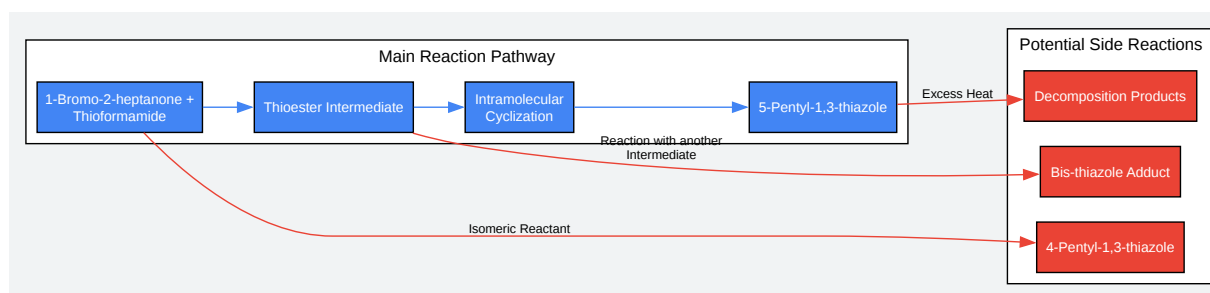 Main Reaction Pathway
1-Bromo-2-heptanone +
Thioformamide
Thioester Intermediate
Intramolecular
Cyclization
5-Pentyl-1,3-thiazole
Potential Side Reactions
Excess Heat
Decomposition Products
Reaction with another
Intermediate
Bis-thiazole Adduct
Isomeric Reactant
4-Pentyl-1,3-thiazole